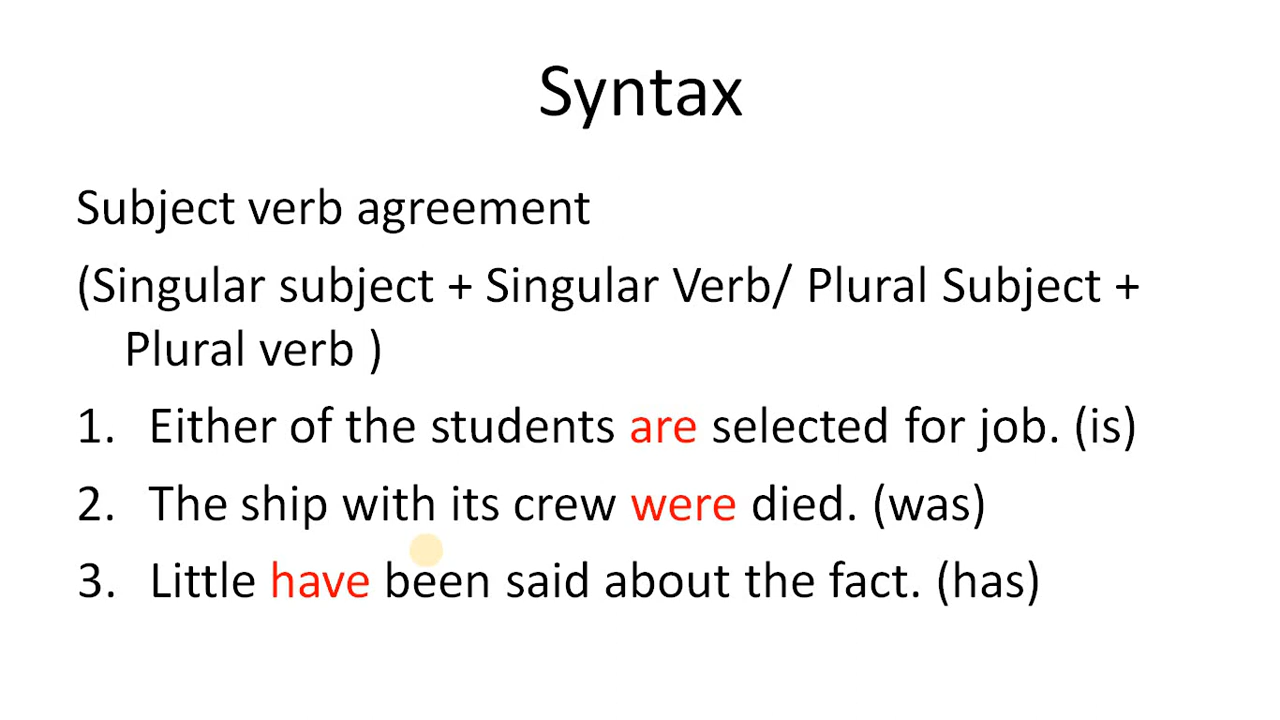 Syntax
Subject verb agreement
(Singular subject + Singular Verb/ Plural Subject +
Plural verb )
1. Either of the students are selected for job. (is)
2. The ship with its crew were died. (was)
3. Little have been said about the fact. (has)